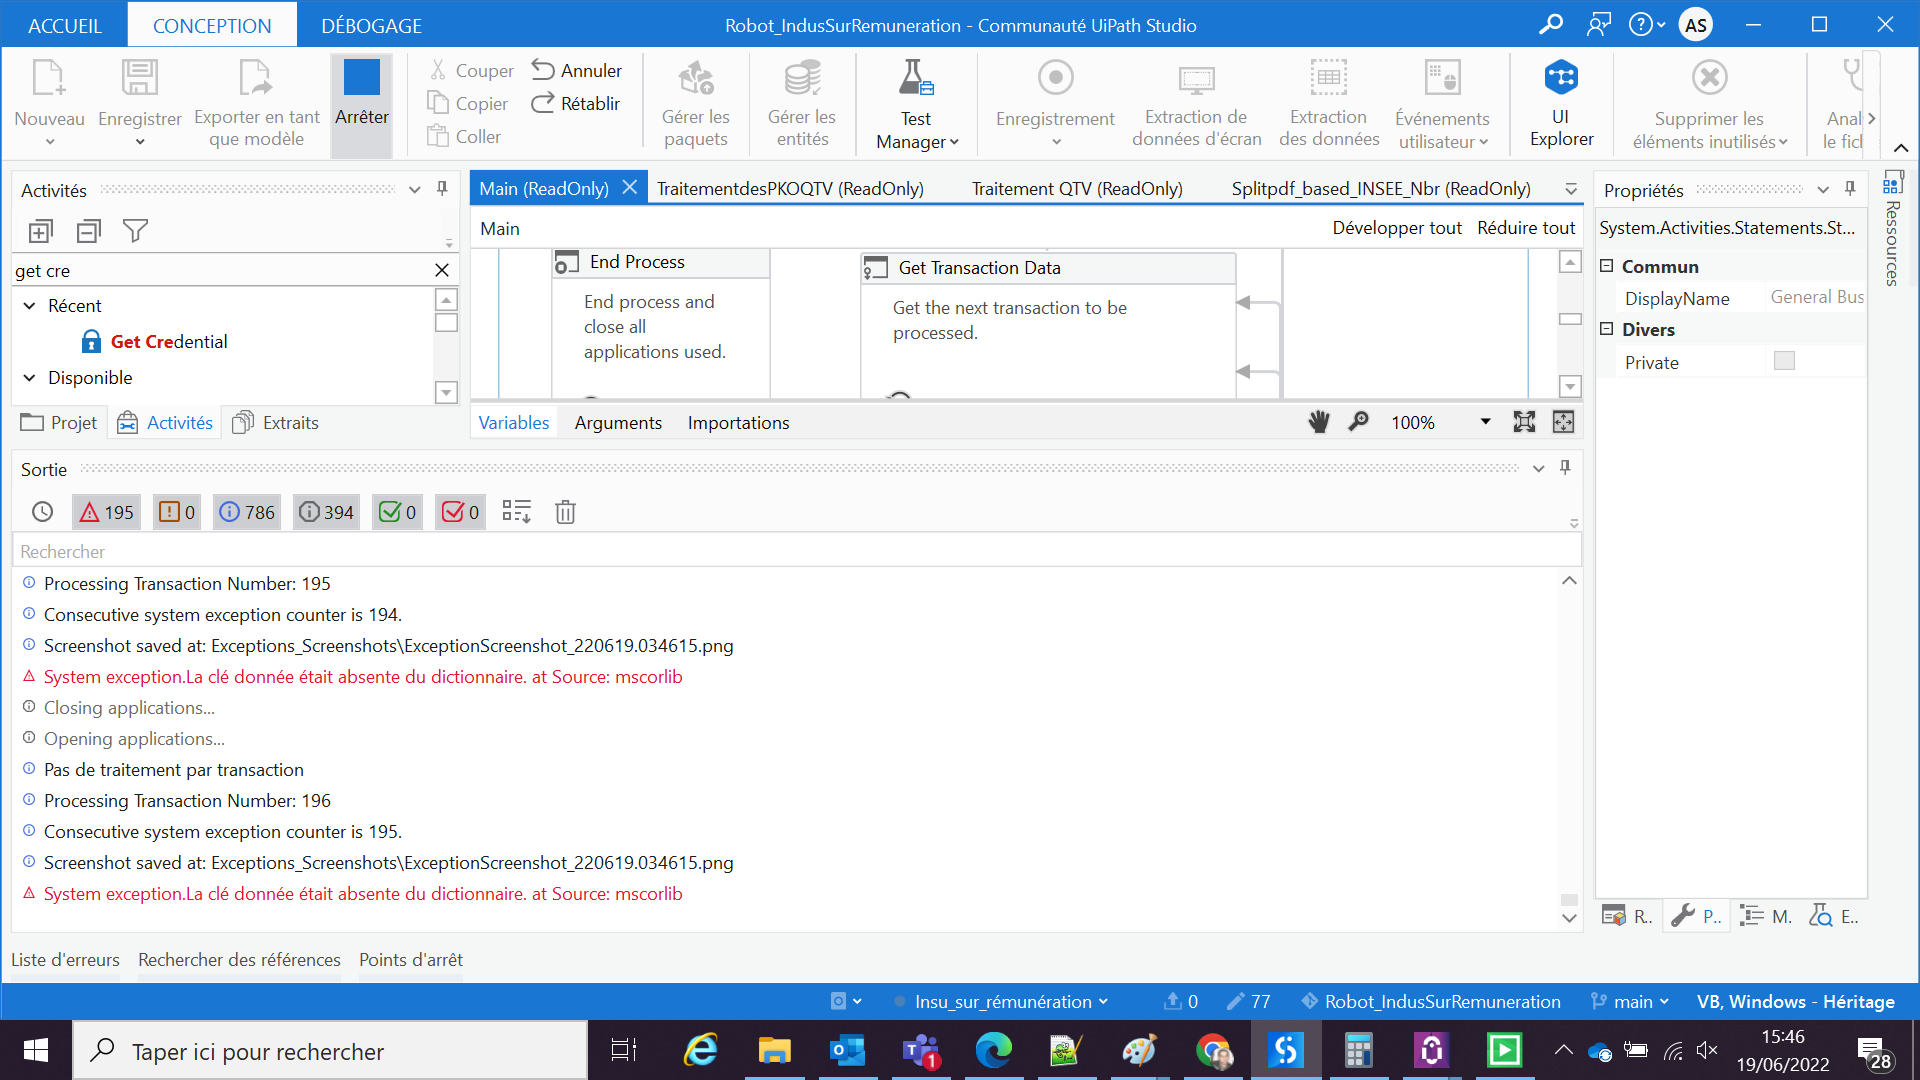 ACCUEIL CONCEPTION DÉBOGAGE Robot_IndusSurRemuneration - Communauté UiPath Studio AS
Nouveau Enregistrer Exporter en tant que modèle Arrêter Couper Copier Coller Annuler Rétablir Gérer les paquets Gérer les entités Test Manager Enregistrement Extraction de données d'écran Extraction des données Événements utilisateur UI Explorer Supprimer les éléments inutilisés Anal le fich
Activités
get cre
Récent
Get Credential
Disponible
Projet Activités Extraits
Main (ReadOnly) TraitementdesPKOQTV (ReadOnly) Traitement QTV (ReadOnly) Splitpdf_based_INSEE_Nbr (ReadOnly)
Main Développer tout Réduire tout
End Process
End process and
close all
applications used.
Get Transaction Data
Get the next transaction to be
processed.
Variables Arguments Importations 100%
Propriétés
System.Activities.Statements.St...
Commun
DisplayName General Bus
Divers
Private
Ressources
R.. P.. M. E..
Sortie
195 0 786 394 0 0
Rechercher
Processing Transaction Number: 195
Consecutive system exception counter is 194.
Screenshot saved at: Exceptions_Screenshots\ExceptionScreenshot_220619.034615.png
System exception.La clé donnée était absente du dictionnaire. at Source: mscorlib
Closing applications...
Opening applications...
Pas de traitement par transaction
Processing Transaction Number: 196
Consecutive system exception counter is 195.
Screenshot saved at: Exceptions_Screenshots\ExceptionScreenshot_220619.034615.png
System exception.La clé donnée était absente du dictionnaire. at Source: mscorlib
Liste d'erreurs Rechercher des références Points d'arrêt
Insu_sur_rémunération 0 77 Robot_IndusSurRemuneration main VB, Windows - Héritage
Taper ici pour rechercher 1 15:46
19/06/2022 28